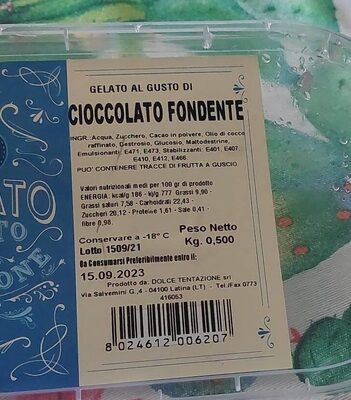 GELATO AL GUSTO DI
CIOCCOLATO FONDENTE
INGR.:Acqua, Zucchero, Cacao in polvere, Olio di cocco
raffinato, Destrosio, Glucosio, Maltodestrine,
Emulsionanti: E471, E473, Stabilizzanti: E401, E407,
E410, E412, E466.
PUO' CONTENERE TRACCE DI FRUTTA A GUSCIO
Valori nutrizionali medi per 100 gr di prodotto
ENERGIA: kcal/g 186 - kj/g 777 Grassi 9,90 -
Grassi saturi 7,58 - Carboidrati 22,43 -
Zuccheri 20,12 - Proteine 1,61 - Sale 0,41 -
fibre 0,98.
Conservare a -18° C
Peso Netto
Lotto 1509/21
Kg. 0,500
Da Consumarsi Preferibilmente entro il:
15.09.2023
Prodotto da: DOLCE TENTAZIONE srl
Via Salvemini G.,4 - 04100 Latina (LT) - Tel./Fax 0773
416053
8 024612 006207
ATO
TO
ONE